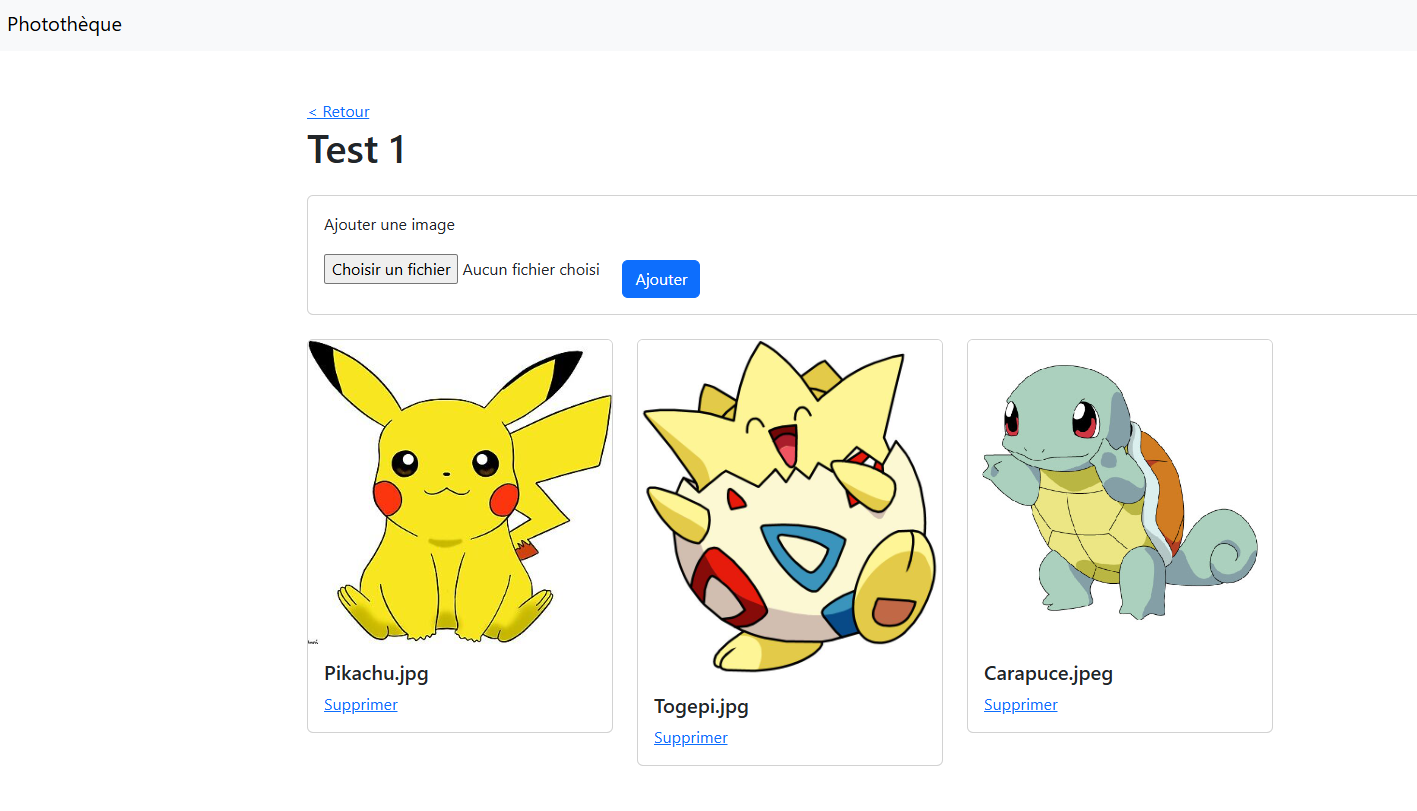 Photothèque
< Retour
Test 1
Ajouter une image
Choisir un fichier Aucun fichier choisi Ajouter
Pikachu.jpg
Supprimer
Togepi.jpg
Supprimer
Carapuce.jpeg
Supprimer